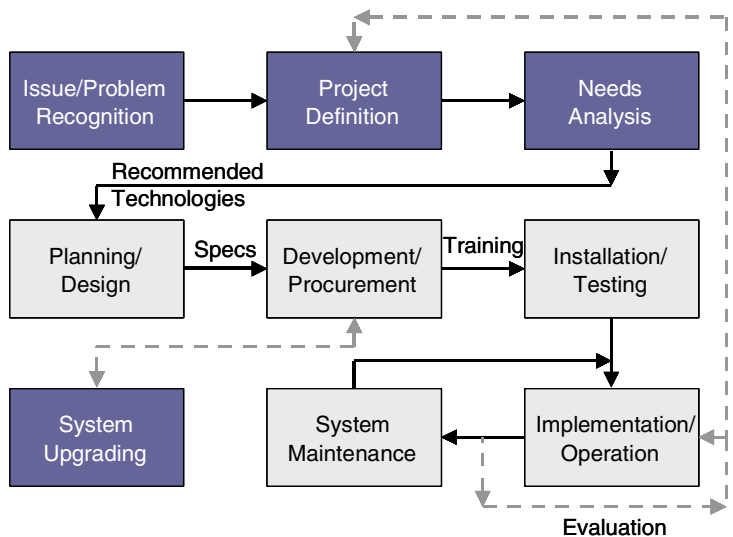 Issue/Problem
Recognition
Project
Definition
Needs
Analysis
Recommended
Technologies
Planning/
Design
Specs
Development/
Procurement
Training
Installation/
Testing
System
Upgrading
System
Maintenance
Implementation/
Operation
Evaluation